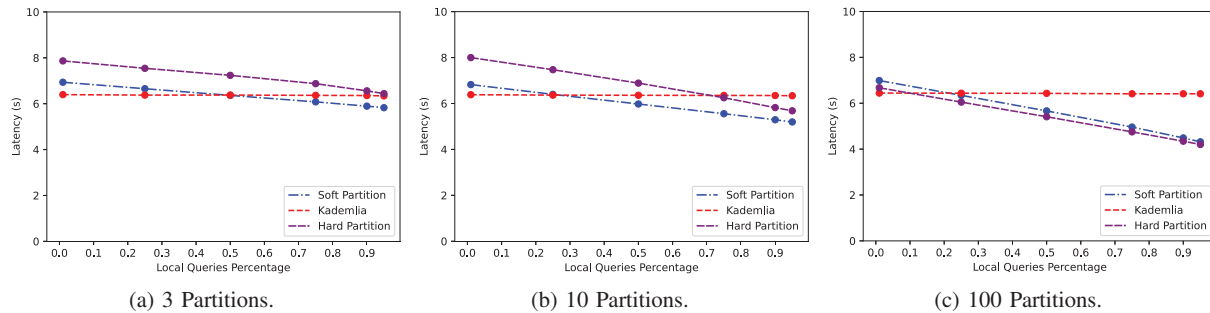 10
8
6
4
2
0
Latency (s)
0.0 0.1 0.2 0.3 0.4 0.5 0.6 0.7 0.8 0.9
Local Queries Percentage
Soft Partition
Kademlia
Hard Partition
(a) 3 Partitions.
10
8
6
4
2
0
Latency (s)
0.0 0.1 0.2 0.3 0.4 0.5 0.6 0.7 0.8 0.9
Local Queries Percentage
Soft Partition
Kademlia
Hard Partition
(b) 10 Partitions.
10
8
6
4
2
0
Latency (s)
0.0 0.1 0.2 0.3 0.4 0.5 0.6 0.7 0.8 0.9
Local Queries Percentage
Soft Partition
Kademlia
Hard Partition
(c) 100 Partitions.